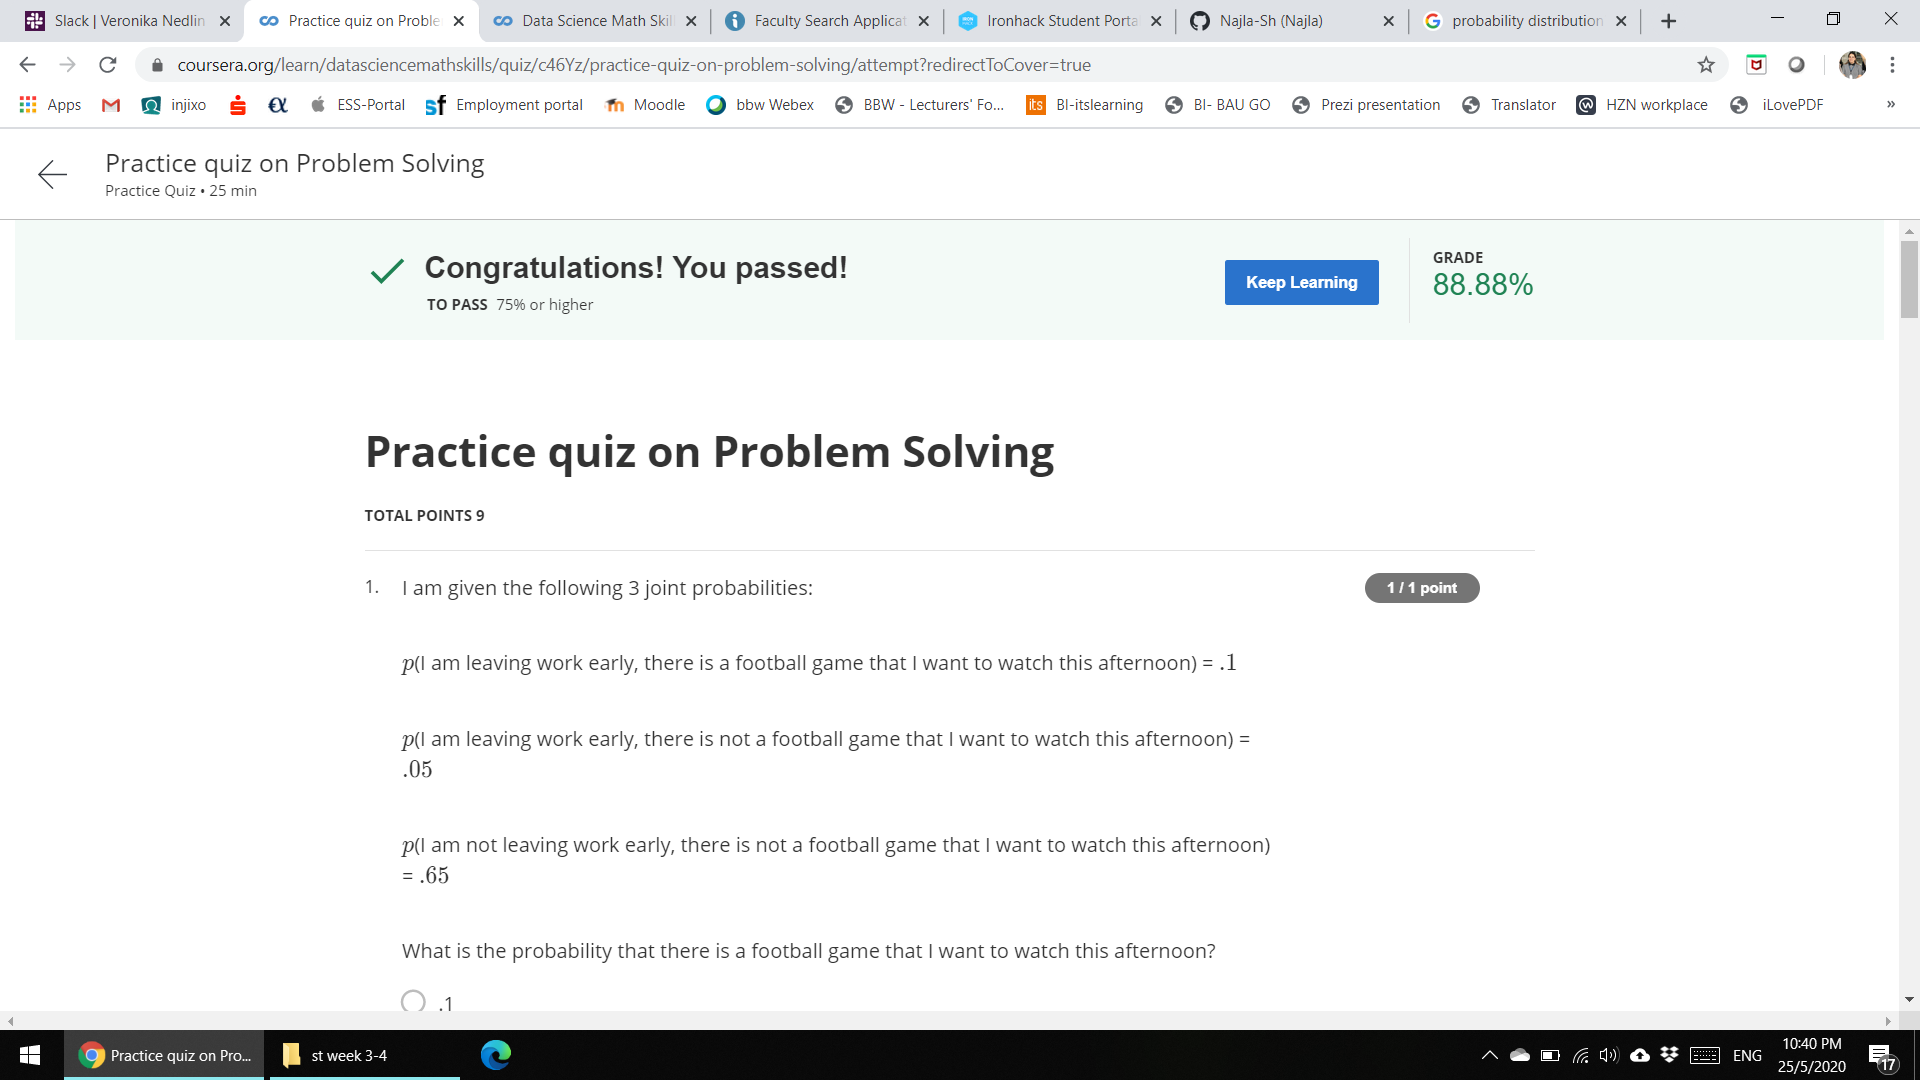 Slack | Veronika Nedlin
Practice quiz on Proble
Data Science Math Skil
Faculty Search Applicat
Ironhack Student Porta
Najla-Sh (Najla)
probability distribution
coursera.org/learn/datasciencemathskills/quiz/c46Yz/practice-quiz-on-problem-solving/attempt?redirectToCover=true
Apps injixo ESS-Portal Employment portal Moodle bbw Webex BBW - Lecturers' Fo... BI-itslearning BI- BAU GO Prezi presentation Translator HZN workplace iLovePDF »
Practice quiz on Problem Solving
Practice Quiz • 25 min
Congratulations! You passed!
TO PASS 75% or higher
Keep Learning
GRADE
88.88%
Practice quiz on Problem Solving
TOTAL POINTS 9
1. I am given the following 3 joint probabilities:
1 / 1 point
p(I am leaving work early, there is a football game that I want to watch this afternoon) = .1
p(I am leaving work early, there is not a football game that I want to watch this afternoon) =
.05
p(I am not leaving work early, there is not a football game that I want to watch this afternoon)
= .65
What is the probability that there is a football game that I want to watch this afternoon?
.1
Practice quiz on Pro...
st week 3-4
ENG
10:40 PM
25/5/2020
17